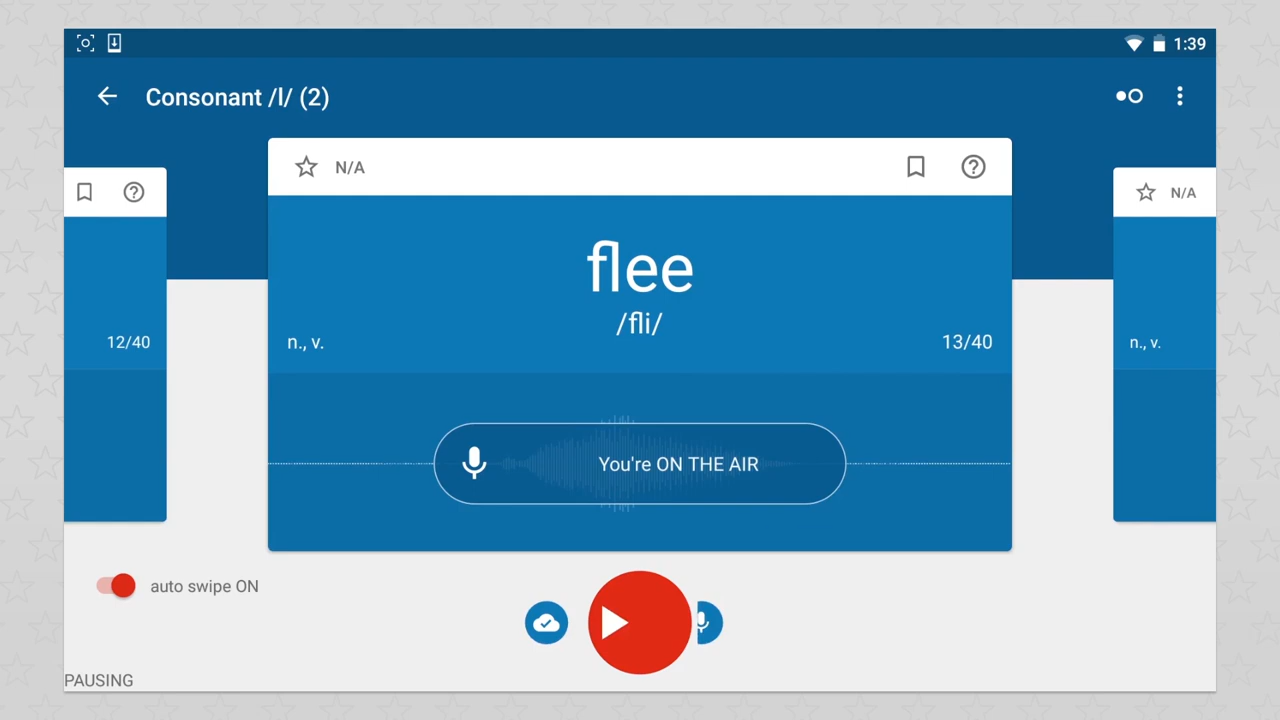 1:39
Consonant /l/ (2)
N/A
N/A
flee
/fli/
12/40
n., v.
13/40
n., v.
You're ON THE AIR
auto swipe ON
PAUSING